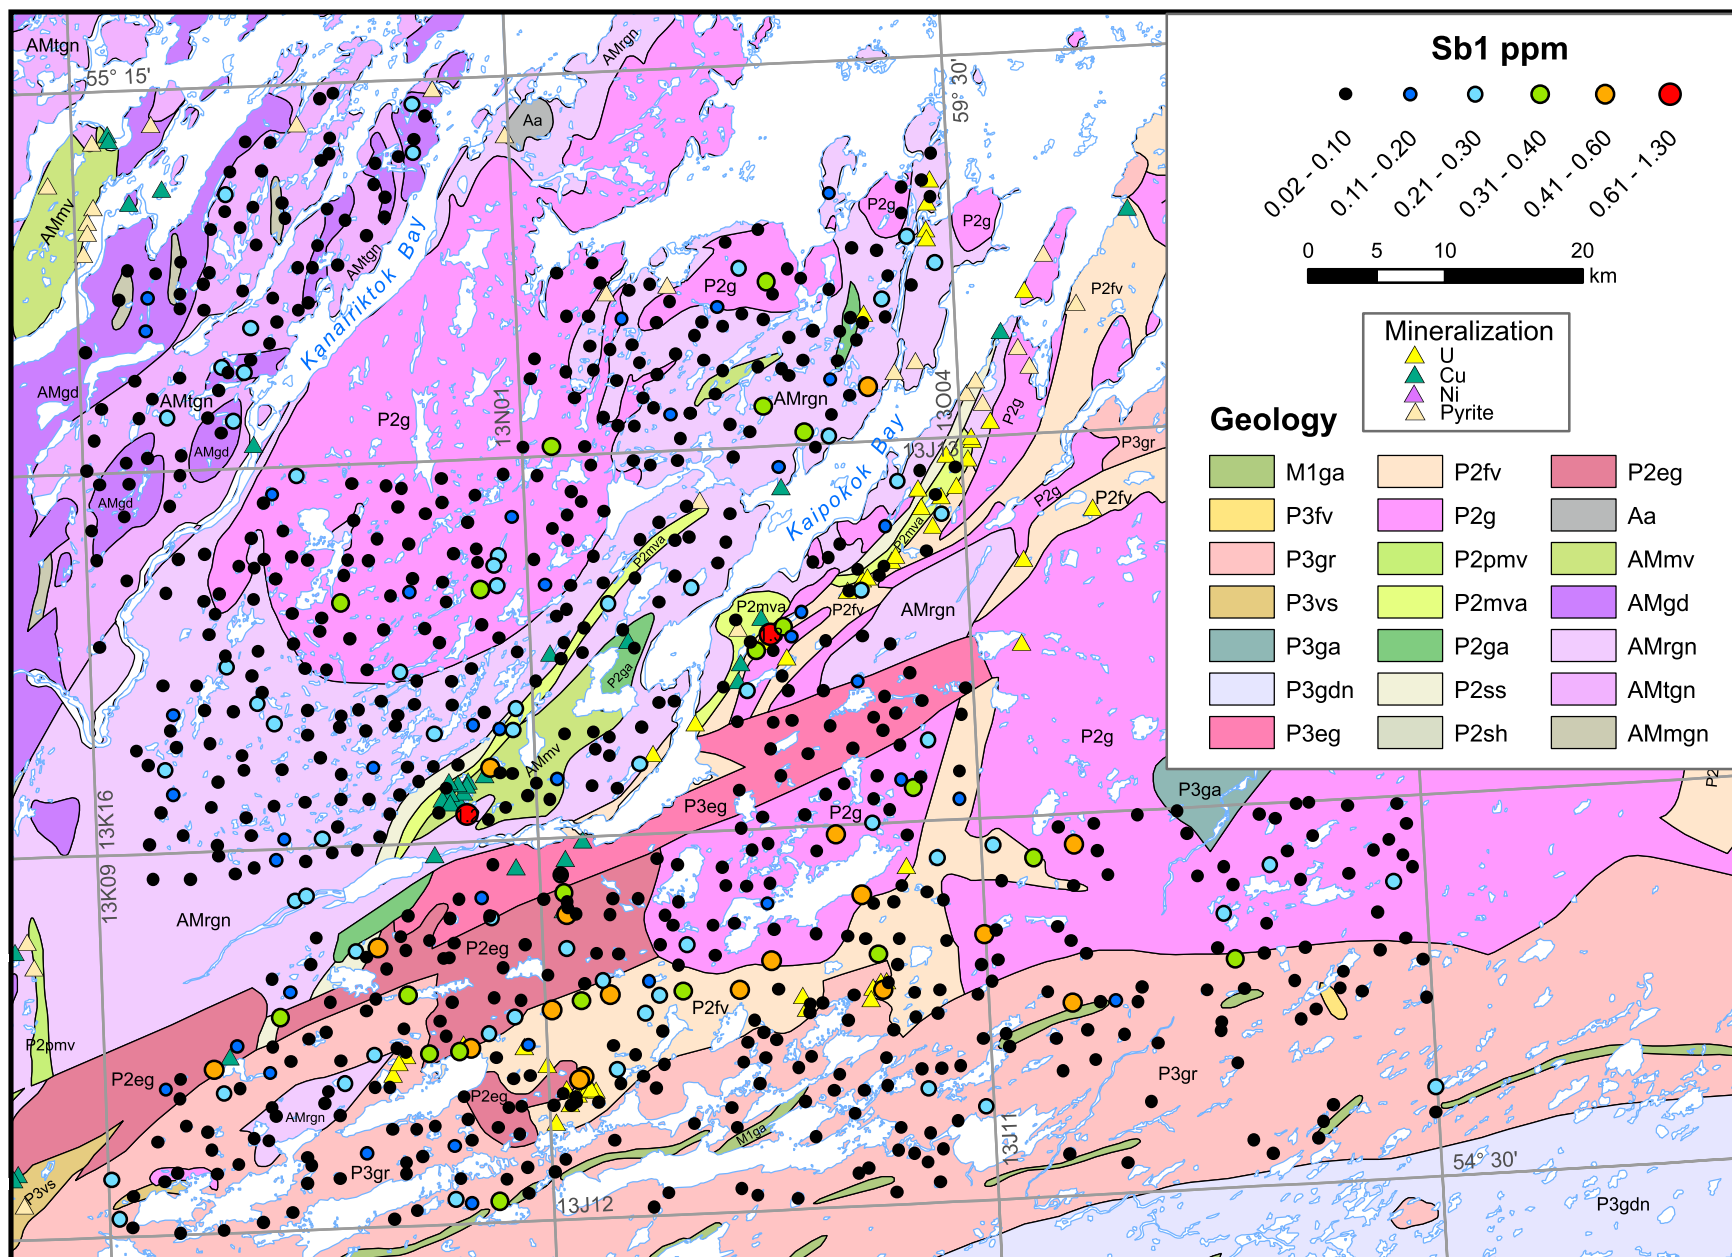 Sb1 ppm
0.02 - 0.10
0.11 - 0.20
0.21 - 0.30
0.31 - 0.40
0.41 - 0.60
0.61 - 1.30
0 5 10 20
km
Mineralization
U
Cu
Ni
Pyrite
Geology
M1ga
P3fv
P3gr
P3vs
P3ga
P3gdn
P3eg
P2fv
P2g
P2pmv
P2mva
P2ga
P2ss
P2sh
P2eg
Aa
AMmv
AMgd
AMrgn
AMtgn
AMmgn
AMtgn
55° 15'
AMrgn
59° 30'
Aa
AMmv
P2g
P2g
AMtgn
Kanairiktok Bay
P2g
P2fv
AMgd
AMtgn
P2g
13N01
AMrgn
13O04
P2g
AMgd
13J13
P3gr
AMgd
Kaipokok Bay
P2g
P2fv
P2mva
P2mva
P2mva
P2fv
AMrgn
P2ga
P2g
AMmv
P3ga
P2
P3eg
P2g
13K16
13K09
AMrgn
P2eg
P2fv
P2pmv
P2eg
P3gr
P2eg
AMrgn
M1ga
13J11
P3gr
54° 30'
P3vs
13J12
P3gdn